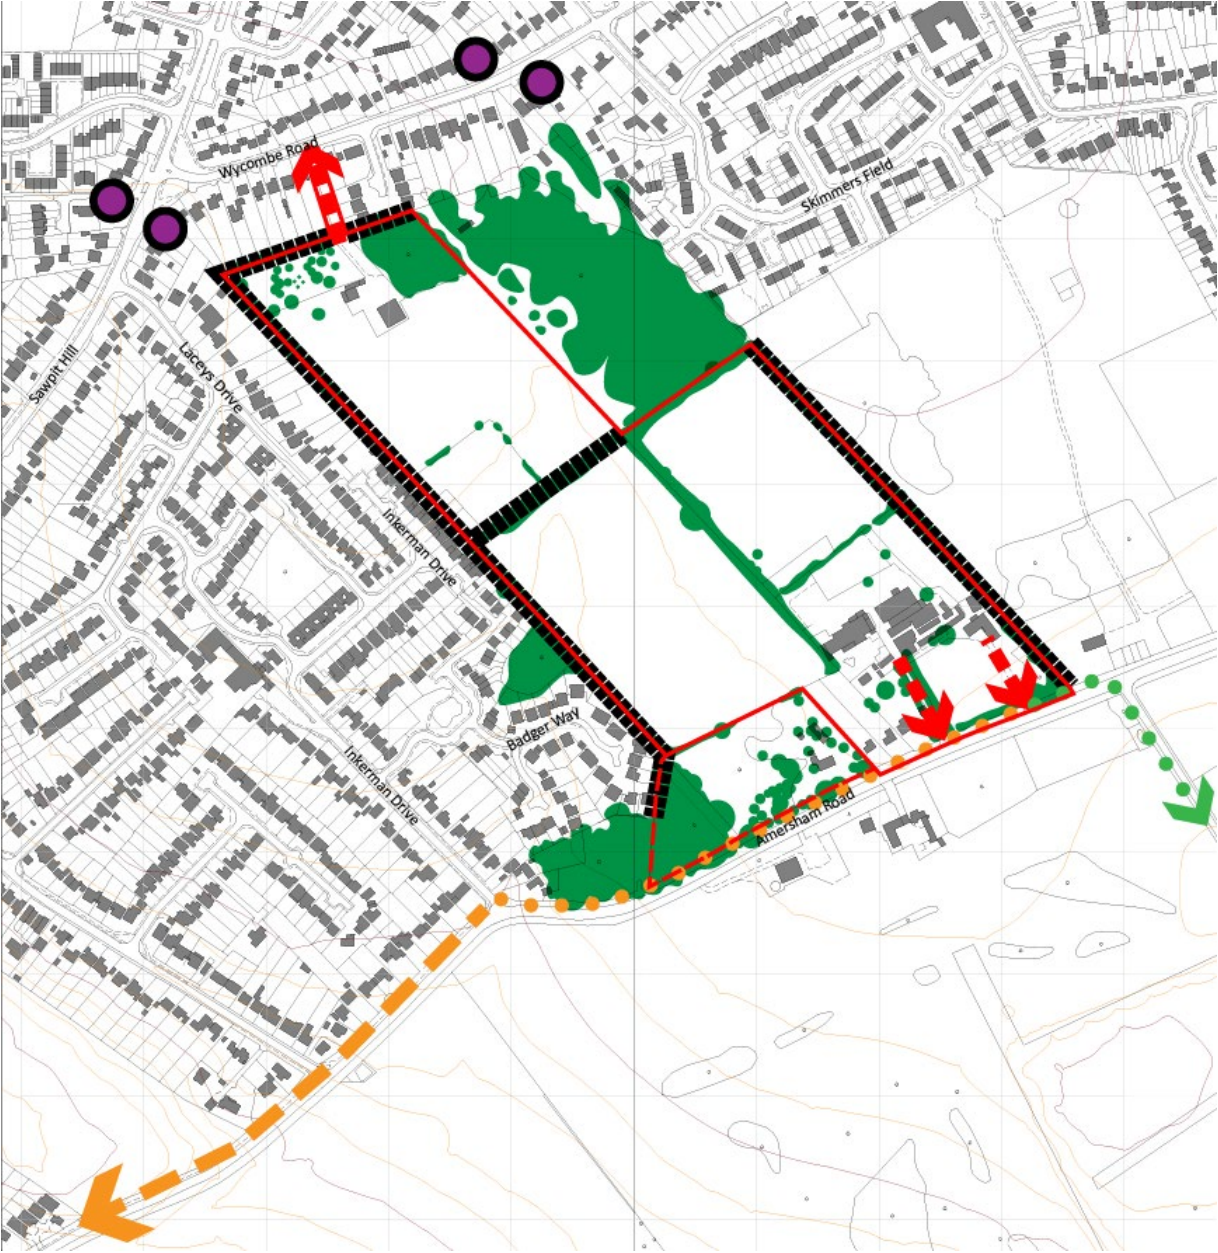 Wycombe Road
Skimmers Field
Sawpit Hill
Laceys Drive
Inkerman Drive
Badger Way
Inkerman Drive
Amersham Road